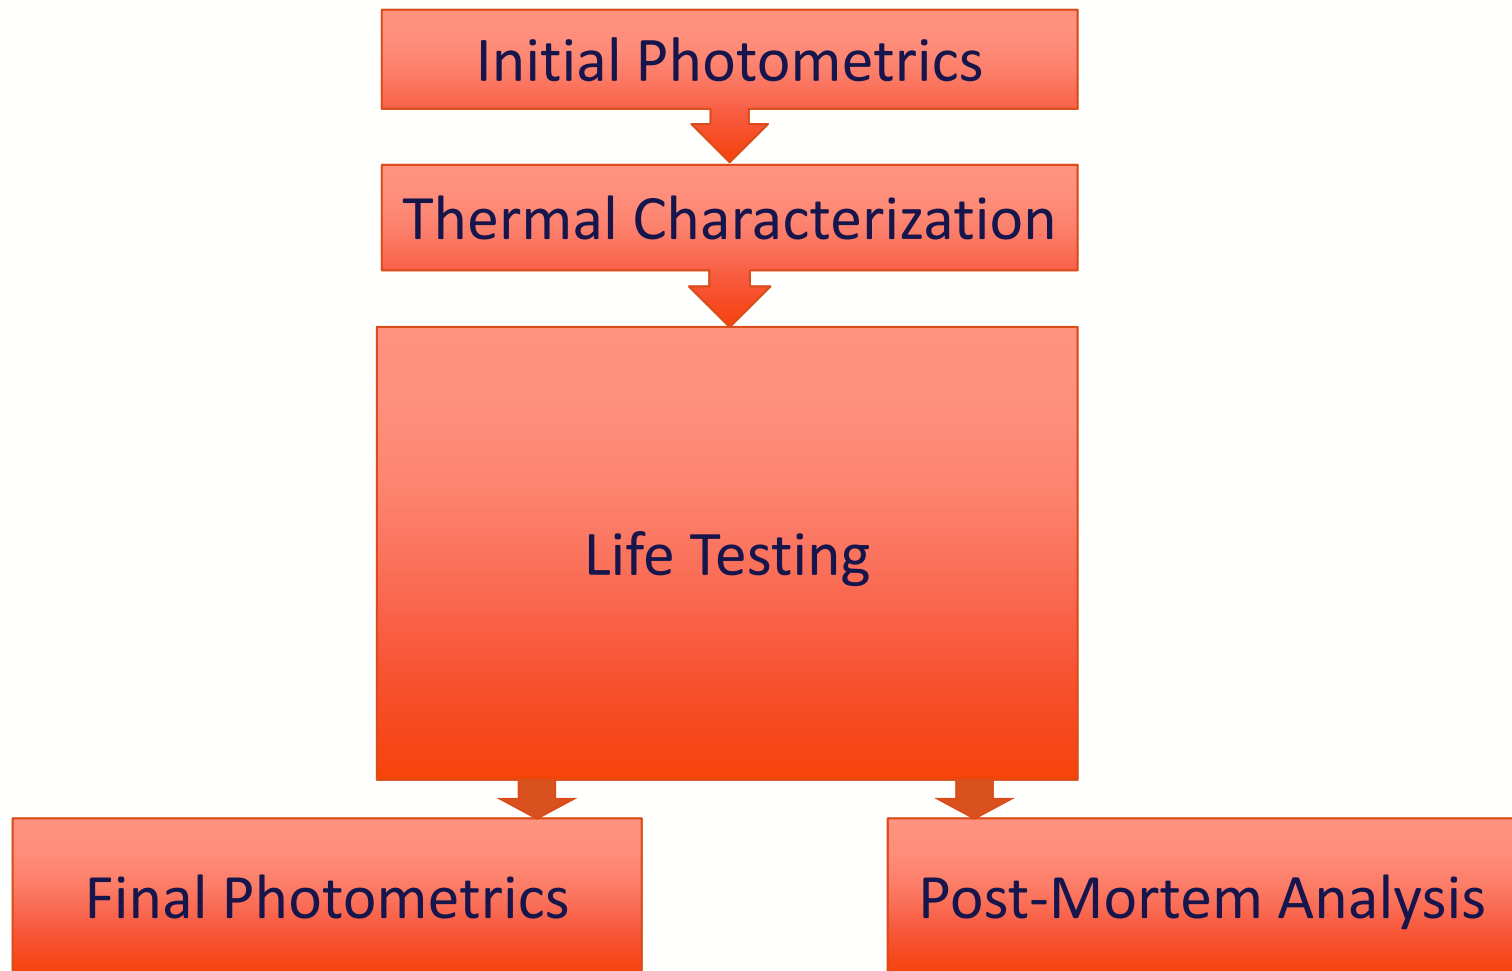 Initial Photometrics
Thermal Characterization
Life Testing
Final Photometrics
Post-Mortem Analysis